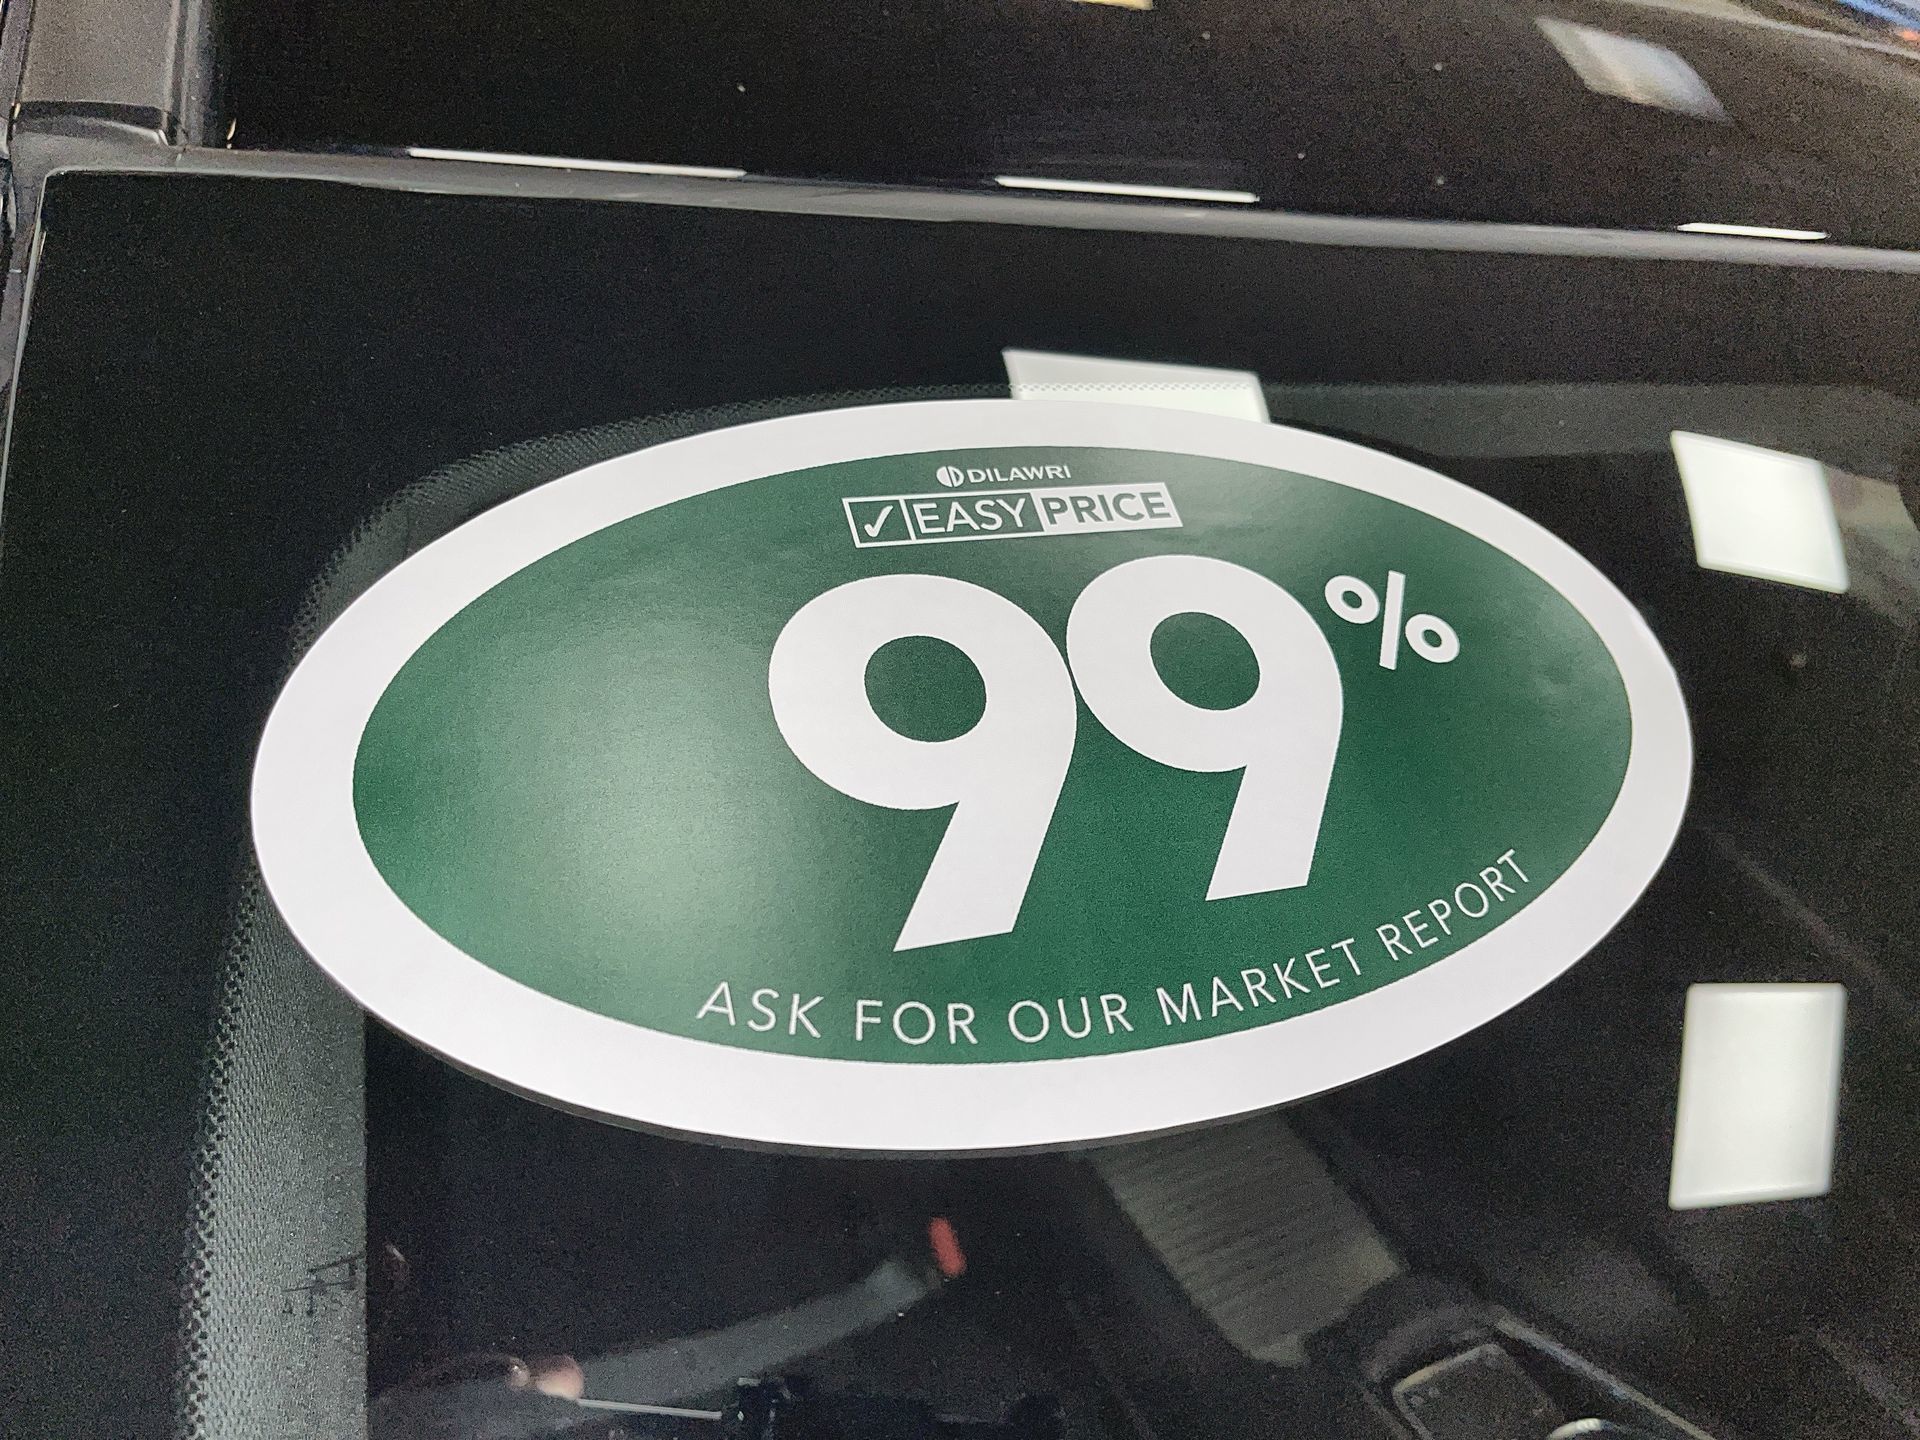 DILAWRI
✓ EASY PRICE
99%
ASK FOR OUR MARKET REPORT